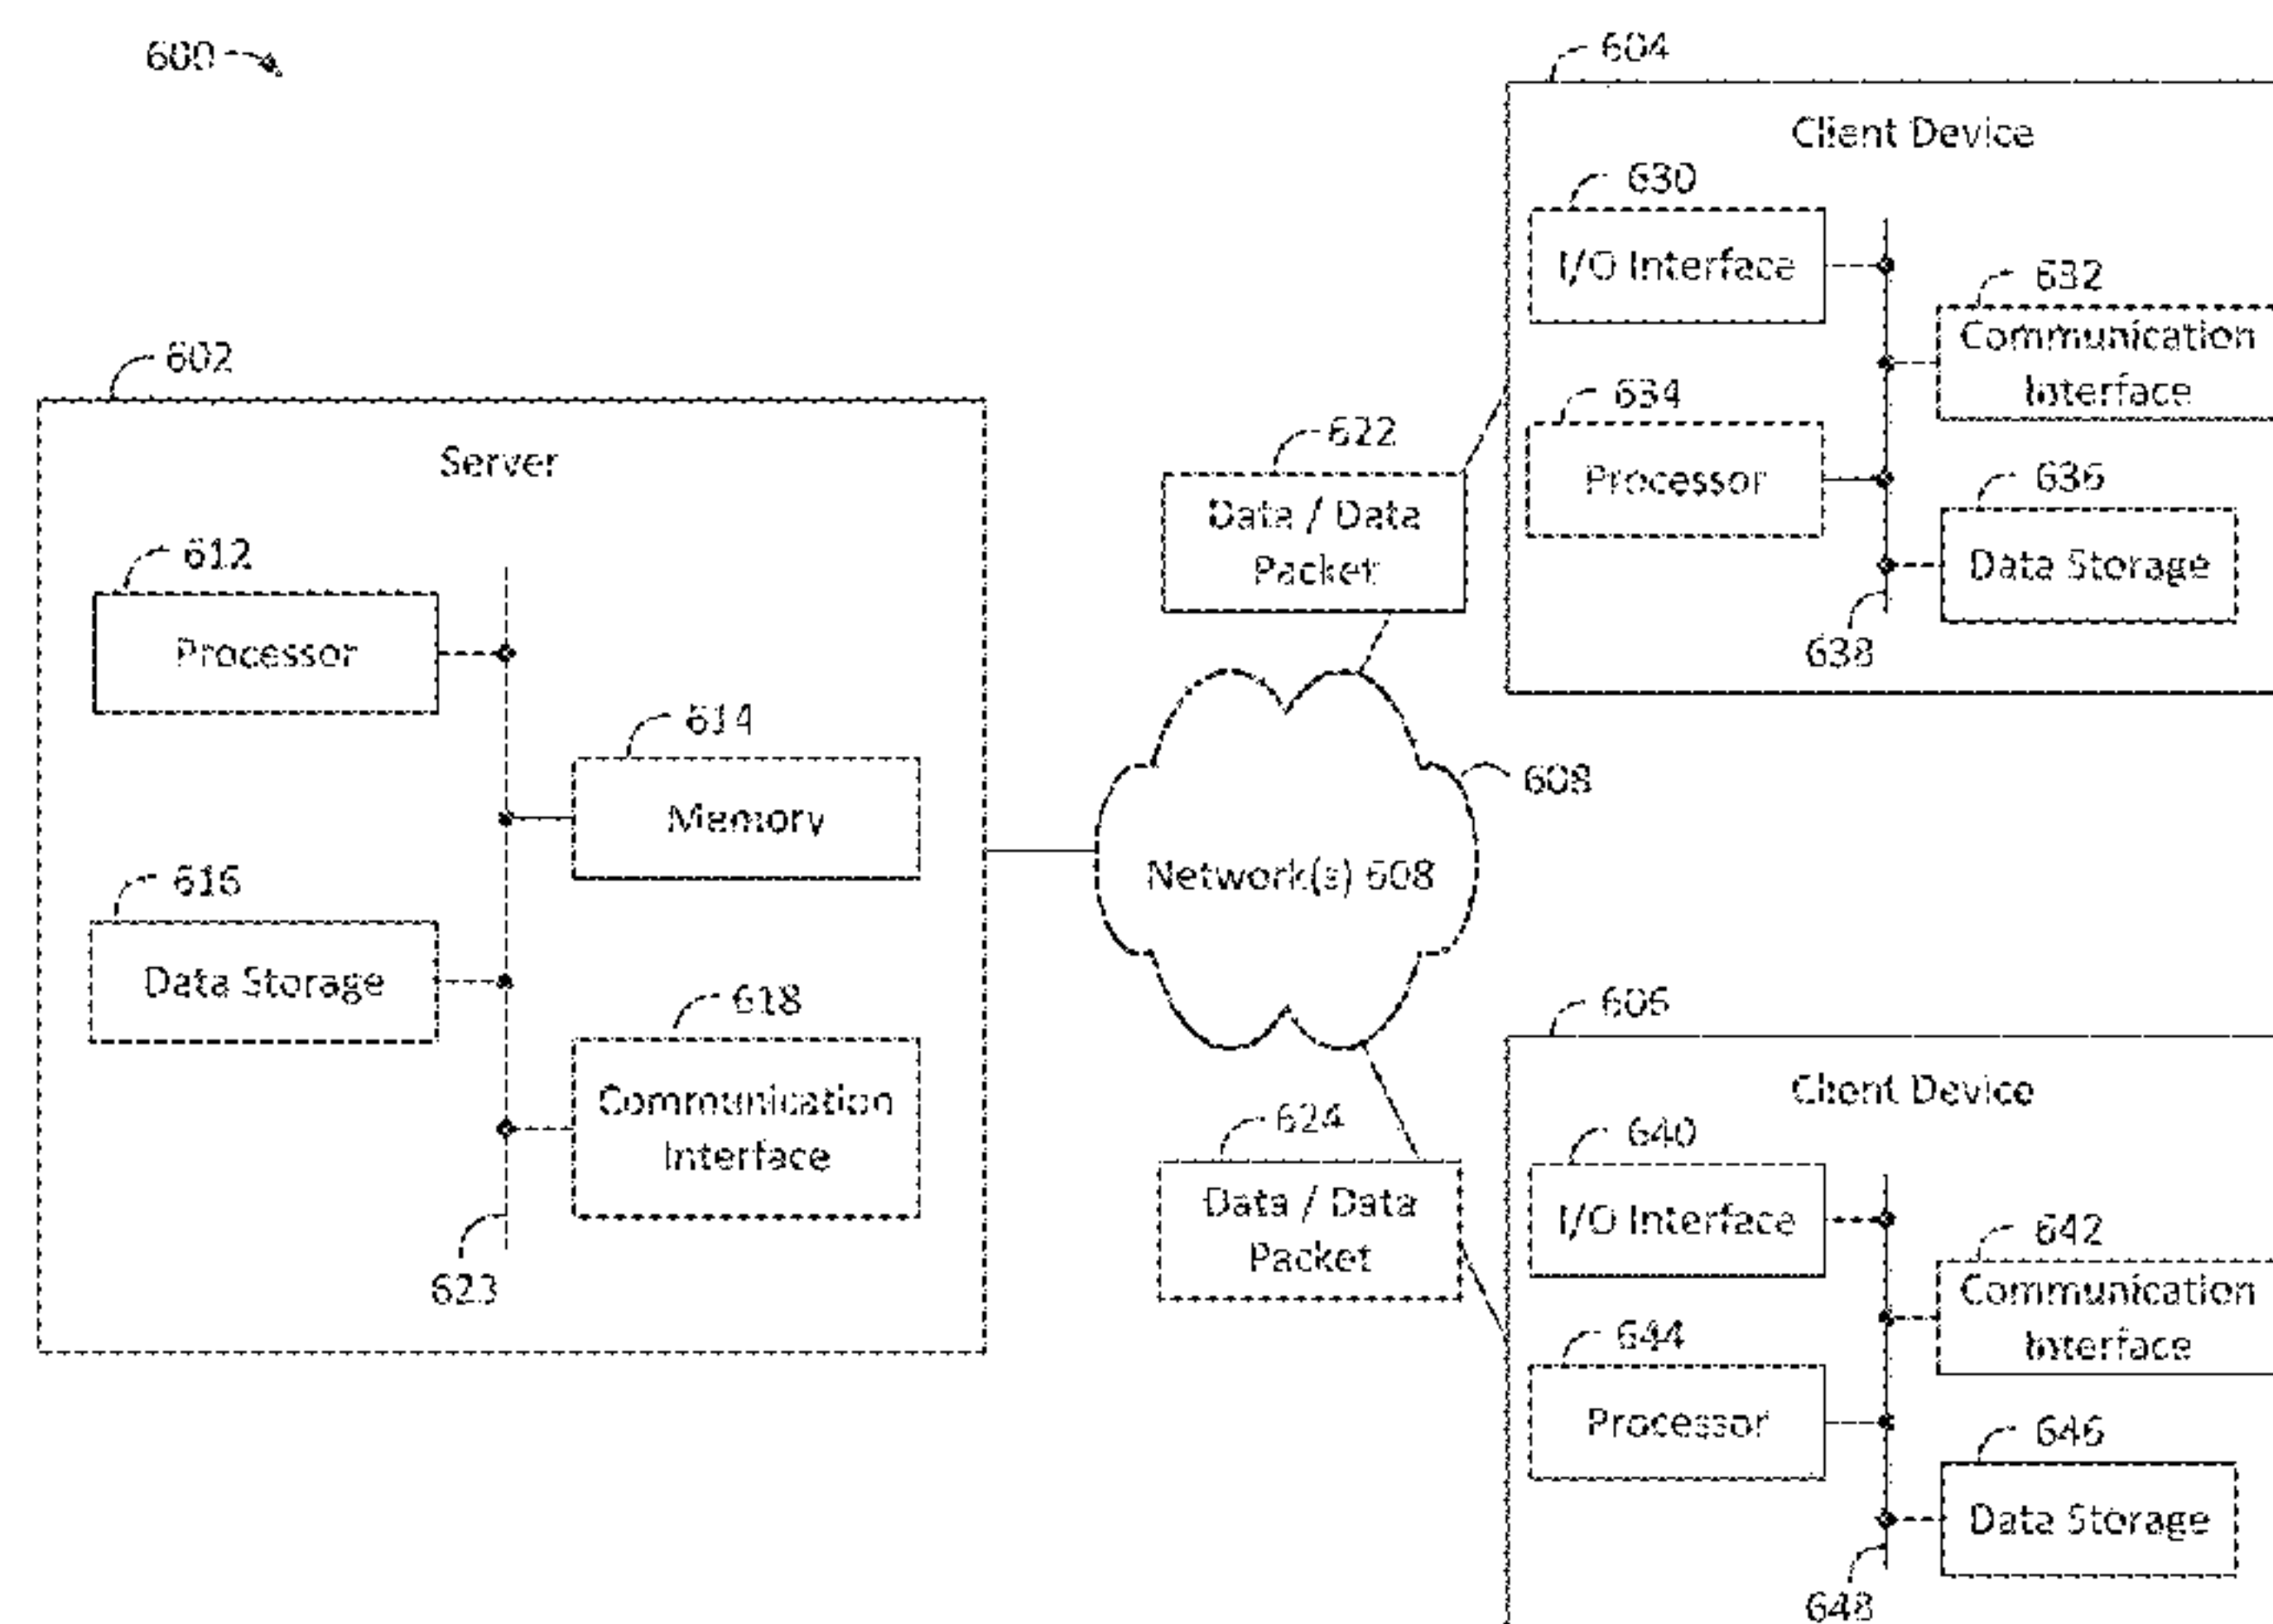 600
602
Server
612
Processor
614
Memory
616
Data Storage
618
Communication
Interface
623
622
Data / Data
Packet
608
Network(s) 608
624
Data / Data
Packet
604
Client Device
630
I/O Interface
632
Communication
Interface
634
Processor
636
Data Storage
638
606
Client Device
640
I/O Interface
642
Communication
Interface
644
Processor
646
Data Storage
648